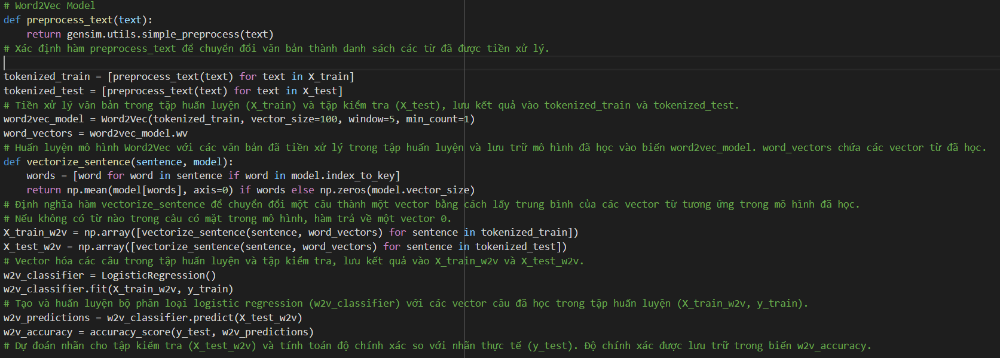 # Word2Vec Model
def preprocess_text(text):
    return gensim.utils.simple_preprocess(text)
# Xác định hàm preprocess_text để chuyển đổi văn bản thành danh sách các từ đã được tiền xử lý.
tokenized_train = [preprocess_text(text) for text in X_train]
tokenized_test = [preprocess_text(text) for text in X_test]
# Tiền xử lý văn bản trong tập huấn luyện (X_train) và tập kiểm tra (X_test), lưu kết quả vào tokenized_train và tokenized_test.
word2vec_model = Word2Vec(tokenized_train, vector_size=100, window=5, min_count=1)
word_vectors = word2vec_model.wv
# Huấn luyện mô hình Word2Vec với các văn bản đã tiền xử lý trong tập huấn luyện và lưu trữ mô hình đã học vào biến word2vec_model. word_vectors chứa các vector từ đã học.
def vectorize_sentence(sentence, model):
    words = [word for word in sentence if word in model.index_to_key]
    return np.mean(model[words], axis=0) if words else np.zeros(model.vector_size)
# Định nghĩa hàm vectorize_sentence để chuyển đổi một câu thành một vector bằng cách lấy trung bình của các vector từ tương ứng trong mô hình đã học.
# Nếu không có từ nào trong câu có mặt trong mô hình, hàm trả về một vector 0.
X_train_w2v = np.array([vectorize_sentence(sentence, word_vectors) for sentence in tokenized_train])
X_test_w2v = np.array([vectorize_sentence(sentence, word_vectors) for sentence in tokenized_test])
# Vector hóa các câu trong tập huấn luyện và tập kiểm tra, lưu kết quả vào X_train_w2v và X_test_w2v.
w2v_classifier = LogisticRegression()
w2v_classifier.fit(X_train_w2v, y_train)
# Tạo và huấn luyện bộ phân loại logistic regression (w2v_classifier) với các vector câu đã học trong tập huấn luyện (X_train_w2v, y_train).
w2v_predictions = w2v_classifier.predict(X_test_w2v)
w2v_accuracy = accuracy_score(y_test, w2v_predictions)
# Dự đoán nhãn cho tập kiểm tra (X_test_w2v) và tính toán độ chính xác so với nhãn thực tế (y_test). Độ chính xác được lưu trữ trong biến w2v_accuracy.